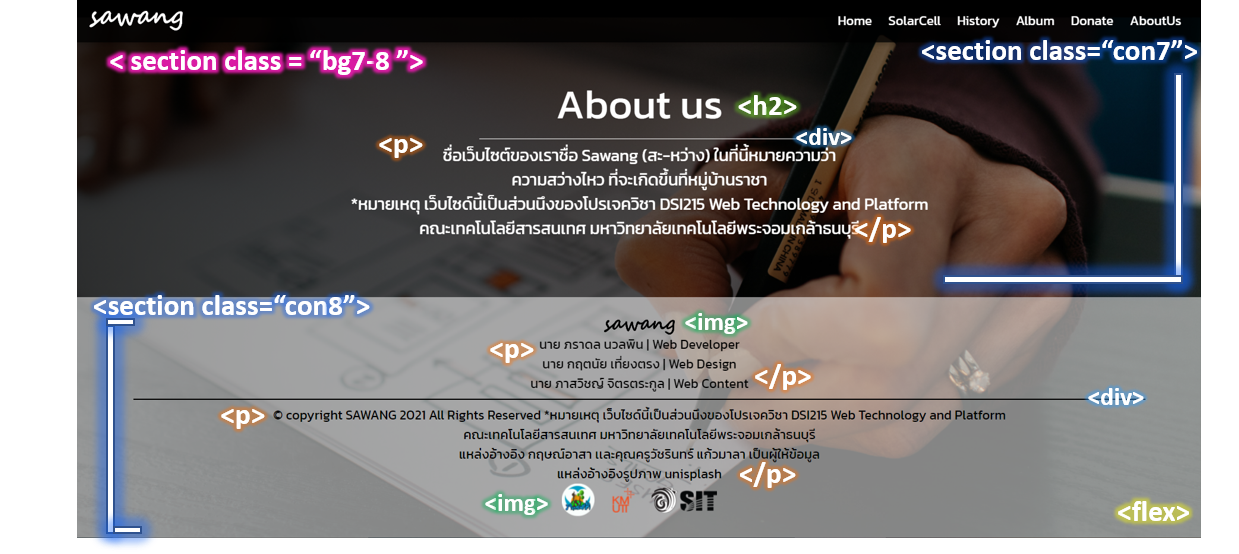 sawang
Home SolarCell History Album Donate AboutUs
< section class = “bg7-8 ”>
<section class=“con7”>
About us <h2>
<div>
<p>
ชื่อเว็บไซต์ของเราชื่อ Sawang (สะ-หว่าง) ในที่นี้หมายความว่า
ความสว่างไหว ที่จะเกิดขึ้นที่หมู่บ้านราชา
*หมายเหตุ เว็บไซด์นี้เป็นส่วนนึงของโปรเจควิชา DSI215 Web Technology and Platform
คณะเทคโนโลยีสารสนเทศ มหาวิทยาลัยเทคโนโลยีพระจอมเกล้าธนบุรี </p>
<section class=“con8”>
sawang <img>
<p> นาย ภราดล นวลพิน | Web Developer
นาย กฤตนัย เที่ยงตรง | Web Design
นาย ภาสวิชญ์ จิตรตระกูล | Web Content </p>
<div>
<p> © copyright SAWANG 2021 All Rights Reserved *หมายเหตุ เว็บไซด์นี้เป็นส่วนนึงของโปรเจควิชา DSI215 Web Technology and Platform
คณะเทคโนโลยีสารสนเทศ มหาวิทยาลัยเทคโนโลยีพระจอมเกล้าธนบุรี
แหล่งอ้างอิง กฤษณ์อาสา และคุณครูวัชรินทร์ แก้วมาลา เป็นผู้ให้ข้อมูล
แหล่งอ้างอิงรูปภาพ unisplash </p>
<img> KMUTT SIT
<flex>